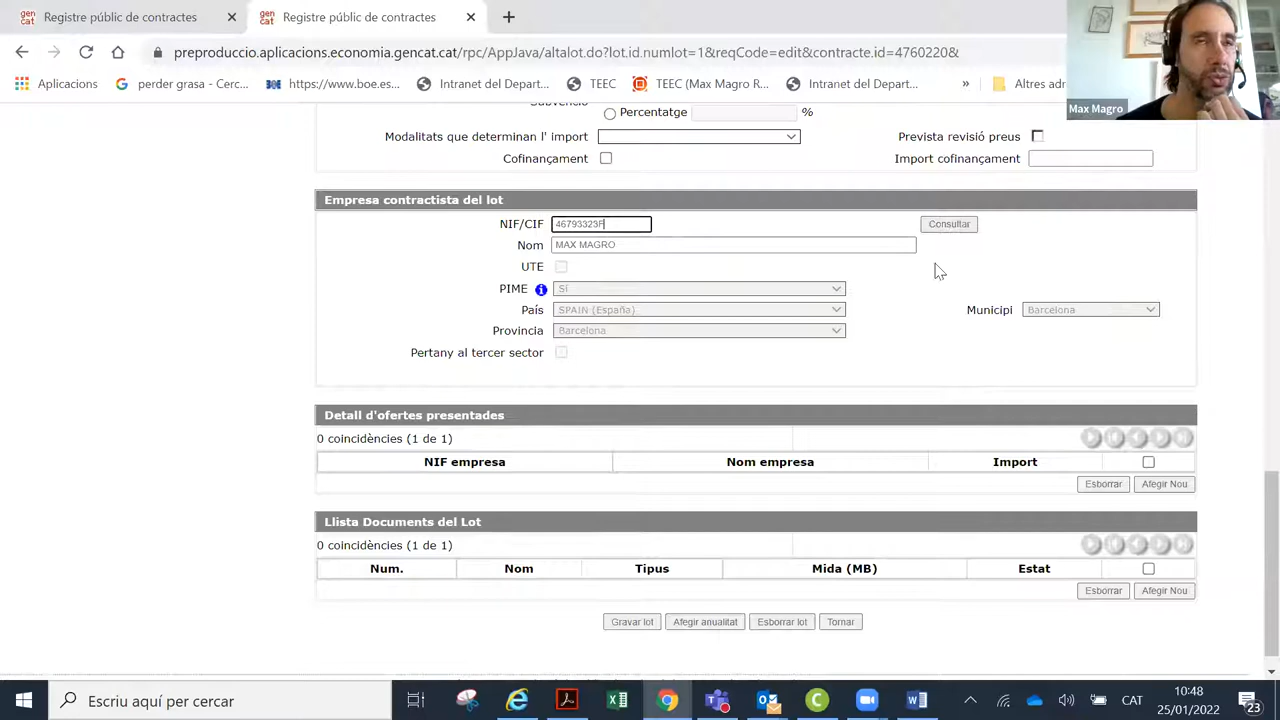 gen cat Registre públic de contractes × gen cat Registre públic de contractes × +
preproduccio.aplicacions.economia.gencat.cat/rpc/AppJava/altalot.do?lot.id.numlot=1&reqCode=edit&contracte.id=4760220&
Aplicacions perder grasa - Cerc... https://www.boe.es... Intranet del Depart... TEEC TEEC (Max Magro R... Intranet del Depar... » Altres adr
Max Magro
Subvenció
Percentatge %
Modalitats que determinan l' import Prevista revisió preus
Cofinançament Import cofinançament
Empresa contractista del lot
NIF/CIF 46793323F Consultar
Nom MAX MAGRO
UTE
PIME i Sí
País SPAIN (España) Municipi Barcelona
Provincia Barcelona
Pertany al tercer sector
Detall d'ofertes presentades
0 coincidències (1 de 1)
NIF empresa Nom empresa Import
Esborrar Afegir Nou
Llista Documents del Lot
0 coincidències (1 de 1)
Num. Nom Tipus Mida (MB) Estat
Esborrar Afegir Nou
Gravar lot Afegir anualitat Esborrar lot Tornar
Escriu aquí per cercar
CAT
10:48
25/01/2022
23